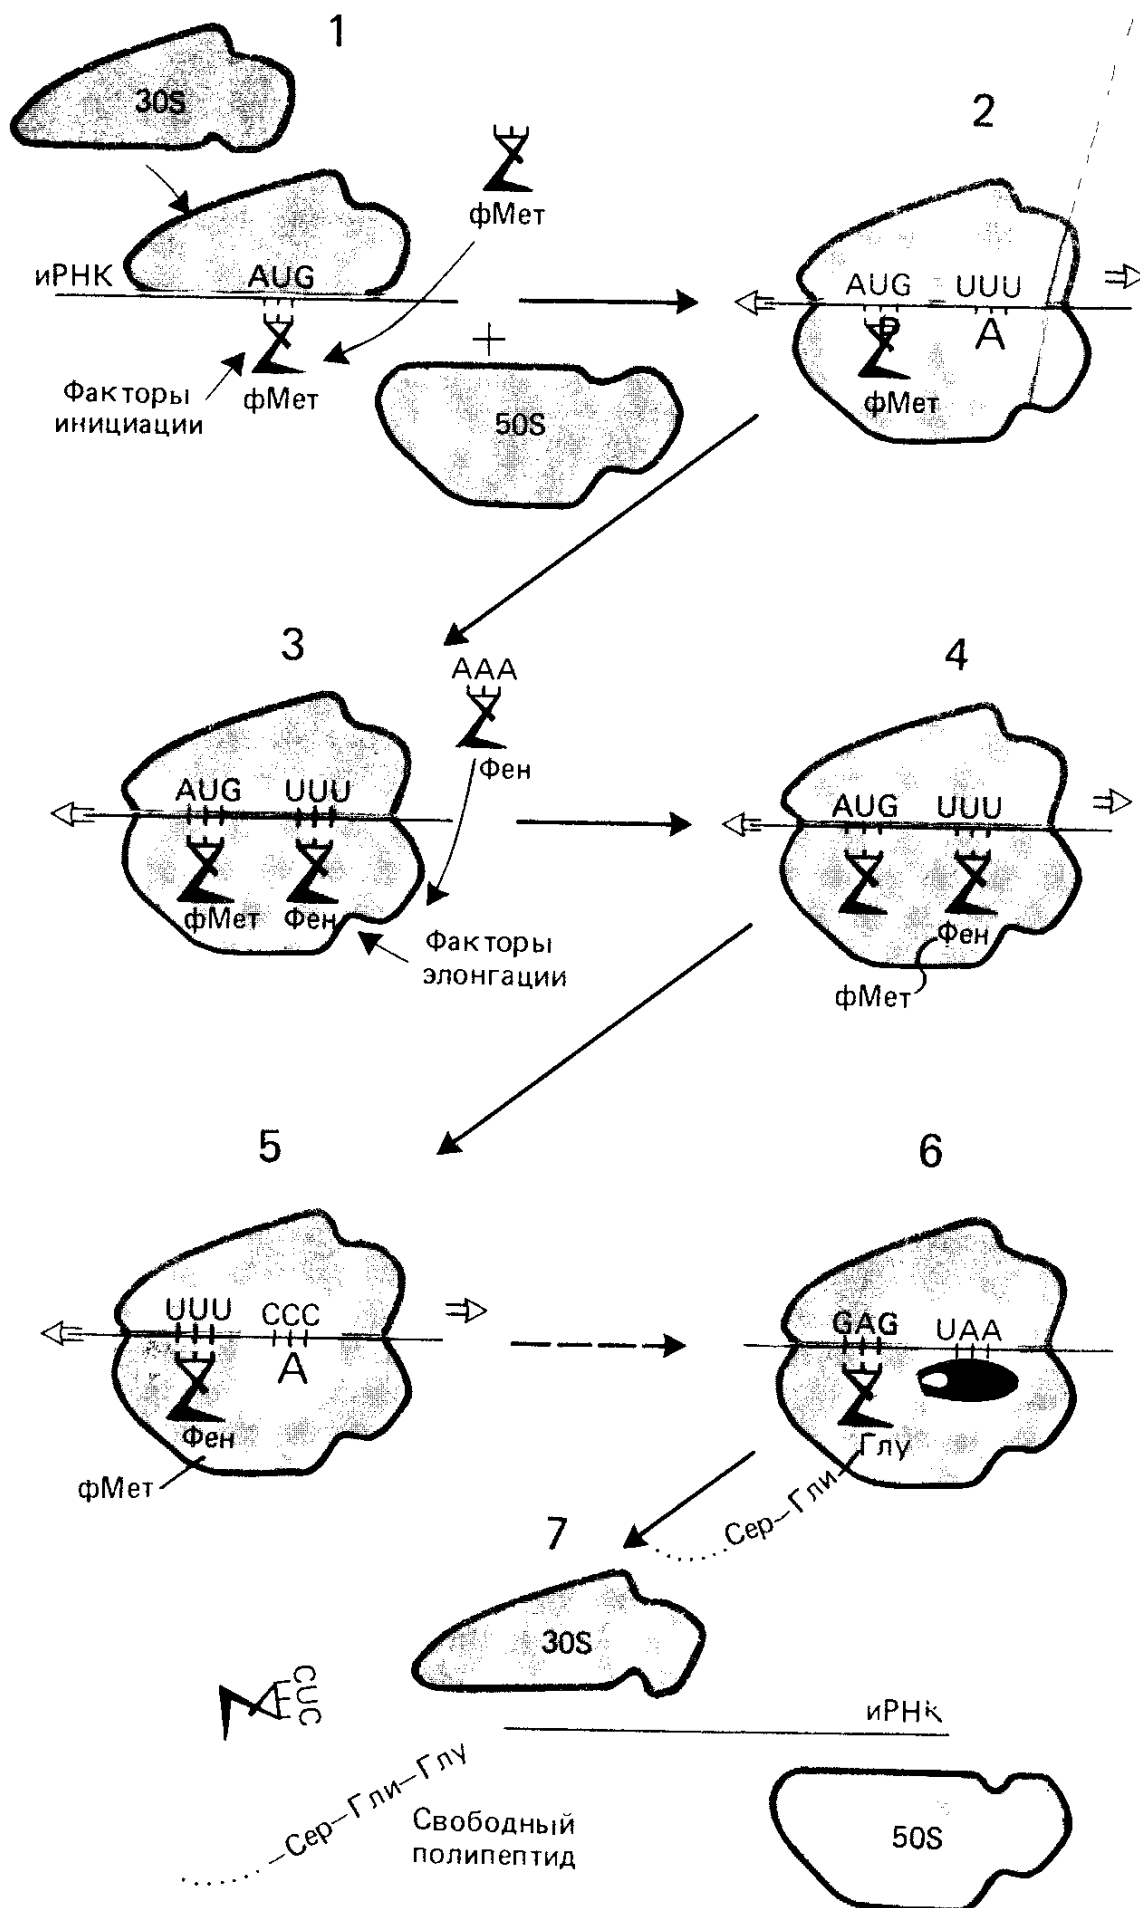 1
30S
фМет
иРНК
AUG
Факторы
инициации
фМет
50S
2
AUG UUU
P A
фМет
3
AAA
Фен
AUG UUU
фМет Фен
Факторы
элонгации
4
AUG UUU
Фен
фМет
5
UUU CCC
A
Фен
фМет
6
GAG UAA
Глу
Сер–Гли
7
30S
CUC
иРНК
–Сер–Гли–Глу
Свободный
полипептид
50S